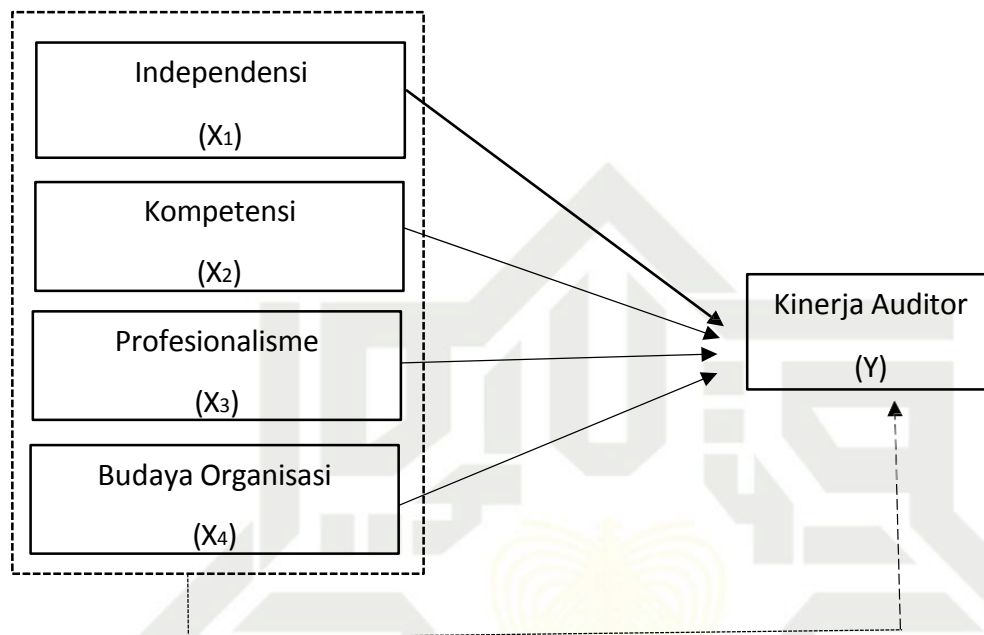 Independensi
(X1)
Kompetensi
(X2)
Profesionalisme
(X3)
Budaya Organisasi
(X4)
Kinerja Auditor
(Y)